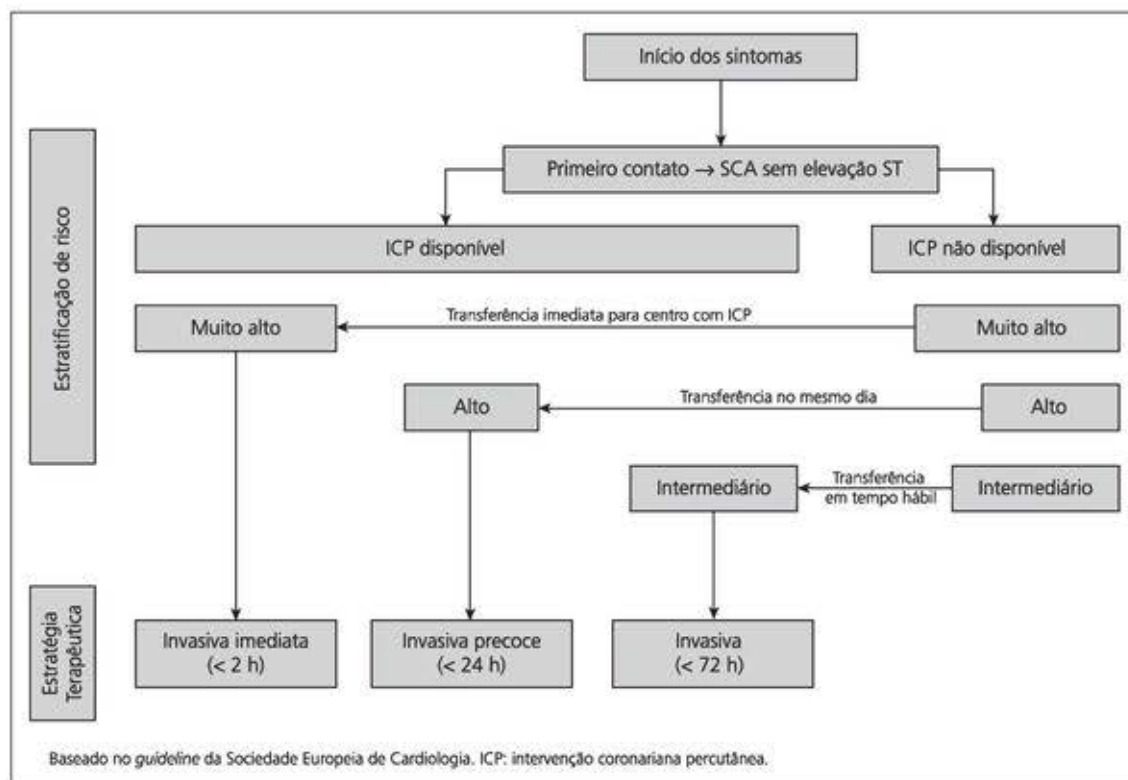 Início dos sintomas
Primeiro contato → SCA sem elevação ST
ICP disponível
ICP não disponível
Estratificação de risco
Muito alto
Transferência imediata para centro com ICP
Muito alto
Alto
Transferência no mesmo dia
Alto
Intermediário
Transferência
em tempo hábil
Intermediário
Estratégia
Terapêutica
Invasiva imediata
(< 2 h)
Invasiva precoce
(< 24 h)
Invasiva
(< 72 h)
Baseado no guideline da Sociedade Europeia de Cardiologia. ICP: intervenção coronariana percutânea.